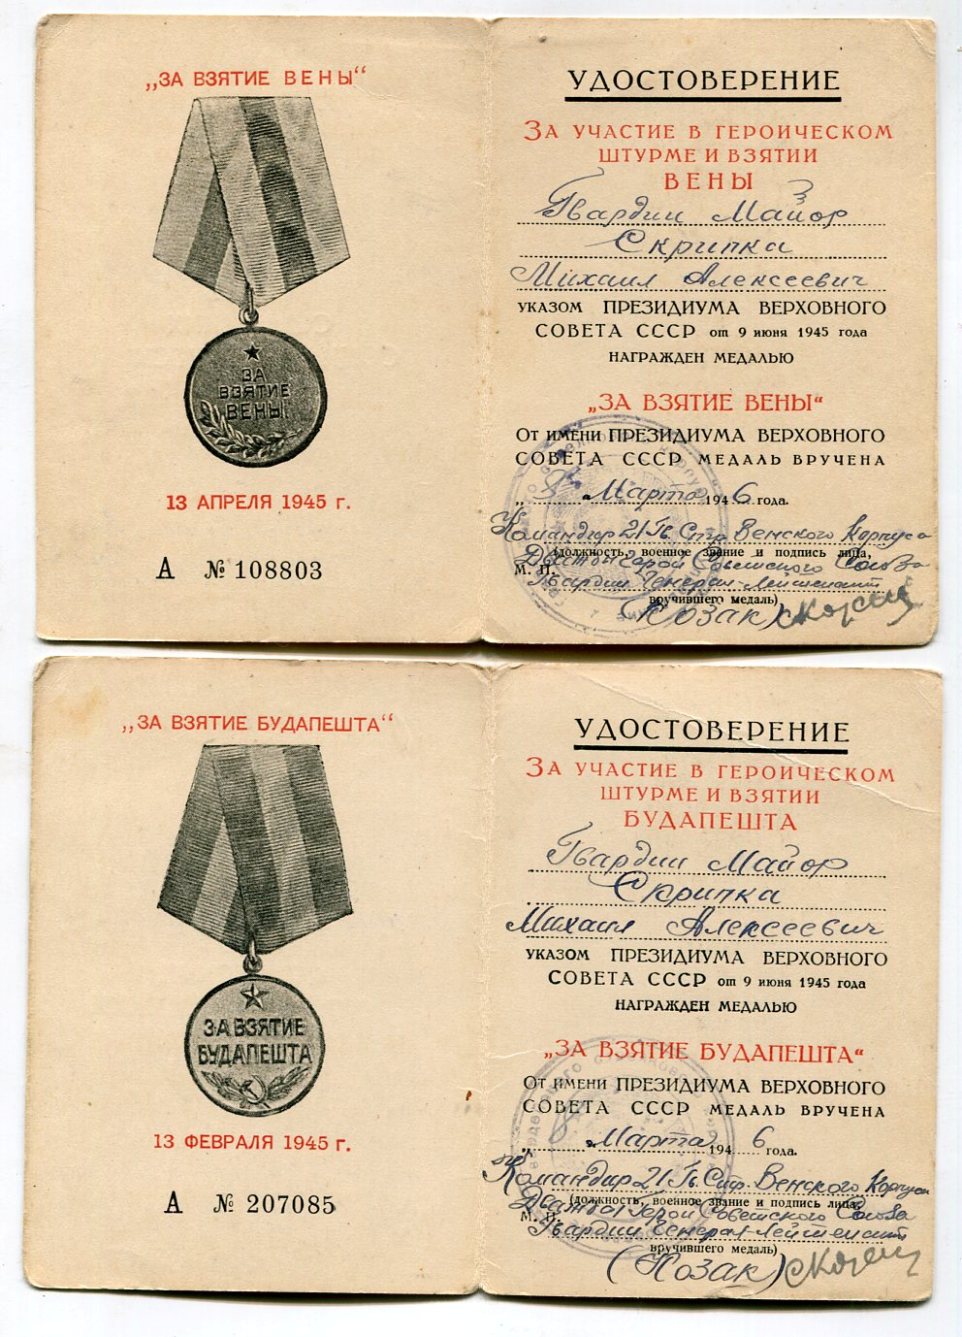 „ЗА ВЗЯТИЕ ВЕНЫ“
ЗА
ВЗЯТИЕ
ВЕНЫ
13 АПРЕЛЯ 1945 г.
А № 108803
УДОСТОВЕРЕНИЕ
ЗА УЧАСТИЕ В ГЕРОИЧЕСКОМ
ШТУРМЕ И ВЗЯТИИ
ВЕНЫ
Гвардии Майор
Скрипка
Михаил Алексеевич
УКАЗОМ ПРЕЗИДИУМА ВЕРХОВНОГО
СОВЕТА СССР от 9 июня 1945 года
НАГРАЖДЕН МЕДАЛЬЮ
„ЗА ВЗЯТИЕ ВЕНЫ“
От имени ПРЕЗИДИУМА ВЕРХОВНОГО
СОВЕТА СССР МЕДАЛЬ ВРУЧЕНА
Марта 1946 года.
Командир 21 Гв. Стр. Венского Корпуса
(должность, военное звание и подпись лица,
Дважды Герой Советского Союза
М. П.
Гвардии Генерал-Лейтенант
вручившего медаль)
(Козак)
„ЗА ВЗЯТИЕ БУДАПЕШТА“
ЗА ВЗЯТИЕ
БУДАПЕШТА
13 ФЕВРАЛЯ 1945 г.
А № 207085
УДОСТОВЕРЕНИЕ
ЗА УЧАСТИЕ В ГЕРОИЧЕСКОМ
ШТУРМЕ И ВЗЯТИИ
БУДАПЕШТА
Гвардии Майор
Скрипка
Михаил Алексеевич
УКАЗОМ ПРЕЗИДИУМА ВЕРХОВНОГО
СОВЕТА СССР от 9 июня 1945 года
НАГРАЖДЕН МЕДАЛЬЮ
„ЗА ВЗЯТИЕ БУДАПЕШТА“
От имени ПРЕЗИДИУМА ВЕРХОВНОГО
СОВЕТА СССР МЕДАЛЬ ВРУЧЕНА
„8 Марта 1946 года.
Командир 21 Гв. Стр. Венского Корпуса
(должность, военное звание и подпись лица,
Дважды Герой Советского Союза
М. П.
Гвардии Генерал-Лейтенант
вручившего медаль)
(Козак)